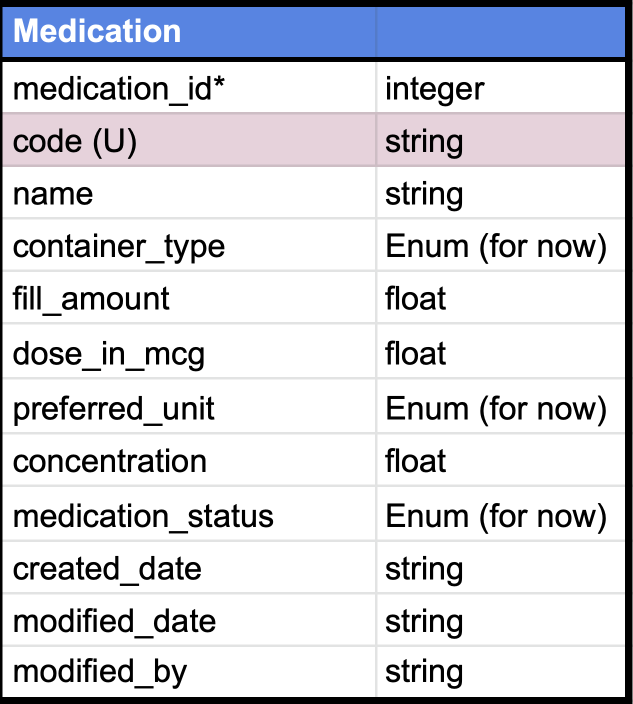 Medication
medication_id* integer
code (U) string
name string
container_type Enum (for now)
fill_amount float
dose_in_mcg float
preferred_unit Enum (for now)
concentration float
medication_status Enum (for now)
created_date string
modified_date string
modified_by string